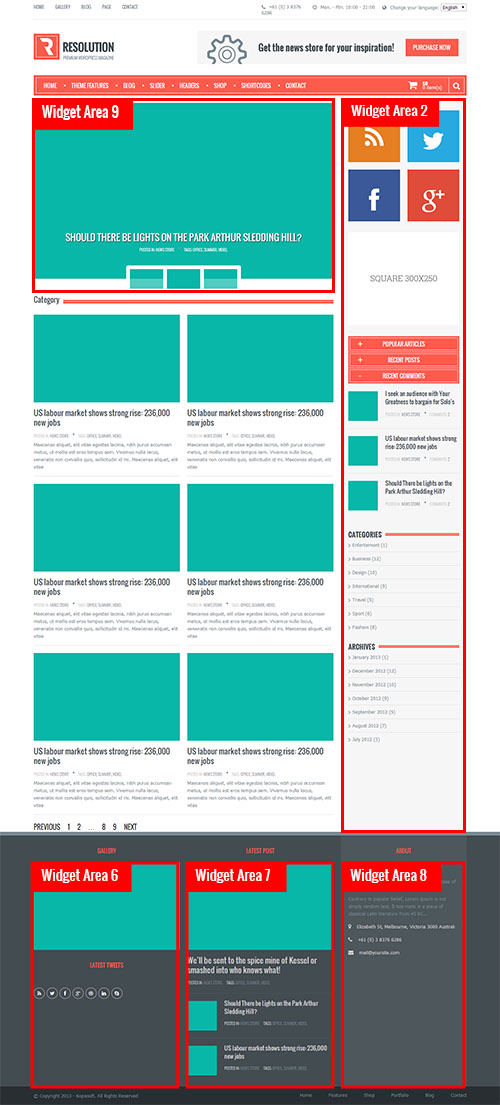 HOME GALLERY BLOG PAGE CONTACT
+61 (5) 3 8376 6286
Mon. - Ftri. 10:00 - 21:00
Change your language: English
RESOLUTION
PREMIUM WORDPRESS MAGAZINE
Get the news store for your inspiration!
PURCHASE NOW
HOME • THEME FEATURES • BLOG • SLIDER • HEADERS • SHOP • SHORTCODES • CONTACT
0 item(s)
Widget Area 9
SHOULD THERE BE LIGHTS ON THE PARK ARTHUR SLEDDING HILL?
POSTED IN: NEWS STORE TAGS: OFFICE, SUMMER, MODEL
Category
US labour market shows strong rise: 236,000
new jobs
POSTED IN: NEWS STORE • TAGS: OFFICE, SUMMER, MODEL
Maecenas aliquet, elit vitae egestas lacinia, nibh purus accumsan
metus, ut mollis est eros tempus sem. Vivamus nulla lacus,
venenatis non convallis quis, sollicitudin id mi. Maecenas aliquet, elit
vitae
US labour market shows strong rise: 236,000
new jobs
POSTED IN: NEWS STORE • TAGS: OFFICE, SUMMER, MODEL
Maecenas aliquet, elit vitae egestas lacinia, nibh purus accumsan
metus, ut mollis est eros tempus sem. Vivamus nulla lacus,
venenatis non convallis quis, sollicitudin id mi. Maecenas aliquet, elit
vitae
US labour market shows strong rise: 236,000
new jobs
POSTED IN: NEWS STORE • TAGS: OFFICE, SUMMER, MODEL
Maecenas aliquet, elit vitae egestas lacinia, nibh purus accumsan
metus, ut mollis est eros tempus sem. Vivamus nulla lacus,
venenatis non convallis quis, sollicitudin id mi. Maecenas aliquet, elit
vitae
US labour market shows strong rise: 236,000
new jobs
POSTED IN: NEWS STORE • TAGS: OFFICE, SUMMER, MODEL
Maecenas aliquet, elit vitae egestas lacinia, nibh purus accumsan
metus, ut mollis est eros tempus sem. Vivamus nulla lacus,
venenatis non convallis quis, sollicitudin id mi. Maecenas aliquet, elit
vitae
US labour market shows strong rise: 236,000
new jobs
POSTED IN: NEWS STORE • TAGS: OFFICE, SUMMER, MODEL
Maecenas aliquet, elit vitae egestas lacinia, nibh purus accumsan
metus, ut mollis est eros tempus sem. Vivamus nulla lacus,
venenatis non convallis quis, sollicitudin id mi. Maecenas aliquet, elit
vitae
US labour market shows strong rise: 236,000
new jobs
POSTED IN: NEWS STORE • TAGS: OFFICE, SUMMER, MODEL
Maecenas aliquet, elit vitae egestas lacinia, nibh purus accumsan
metus, ut mollis est eros tempus sem. Vivamus nulla lacus,
venenatis non convallis quis, sollicitudin id mi. Maecenas aliquet, elit
vitae
PREVIOUS 1 2 ... 8 9 NEXT
Widget Area 2
f g+
SQUARE 300X250
+ POPULAR ARTICLES
+ RECENT POSTS
- RECENT COMMENTS
I seek an audience with Your
Greatness to bargain for Solo's
POSTED IN: NEWS STORE • COMMENTS: 2
US labour market shows strong
rise: 236,000 new jobs
POSTED IN: NEWS STORE • COMMENTS: 2
Should There be Lights on the
Park Arthur Sledding Hill?
POSTED IN: NEWS STORE • COMMENTS: 2
CATEGORIES
> Entertaiment (1)
> Business (12)
> Design (10)
> International (9)
> Travel (5)
> Sport (6)
> Fashion (8)
ARCHIVES
> January 2013 (1)
> December 2012 (12)
> November 2012 (10)
> October 2012 (9)
> September 2012 (5)
> August 2012 (7)
> July 2012 (3)
GALLERY
Widget Area 6
LATEST TWEETS
LATEST POST
Widget Area 7
We'll be sent to the spice mine of Kessel or
smashed into who knows what!
POSTED IN: NEWS STORE TAGS: OFFICE, SUMMER, MODEL
Should There be Lights on the Park Arthur
Sledding Hill?
POSTED IN: NEWS STORE TAGS: OFFICE, SUMMER, MODEL
US labour market shows strong rise: 236,000
new jobs
POSTED IN: NEWS STORE TAGS: OFFICE, SUMMER, MODEL
ABOUT
Widget Area 8
Contrary to popular belief, Lorem Ipsum is not
simply random text. It has roots in a piece of
classical Latin literature from 45 BC...
Elizabeth St, Melbourne, Victoria 3000 Australi
+61 (5) 3 8376 6286
mail@yoursite.com
© Copyright 2013 - Kopasoft. All Rights Reserved
Home Features Shop Portfolio Blog Contact